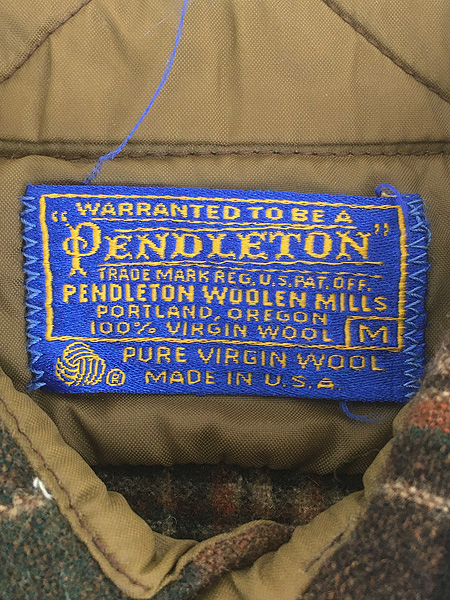 WARRANTED TO BE A
"PENDLETON"
TRADE MARK REG. U.S. PAT. OFF.
PENDLETON WOOLEN MILLS
PORTLAND, OREGON
100% VIRGIN WOOL M
PURE VIRGIN WOOL
® MADE IN U.S.A.